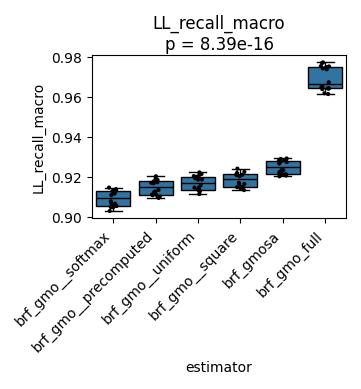 LL_recall_macro
p = 8.39e-16
LL_recall_macro
0.98
0.96
0.94
0.92
0.90
brf_gmo__softmax
brf_gmo__precomputed
brf_gmo__uniform
brf_gmo__square
brf_gmosa
brf_gmo_full
estimator